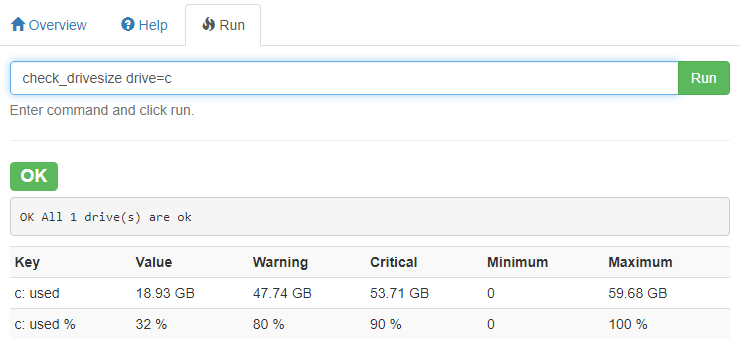 Overview Help Run
check_drivesize drive=c Run
Enter command and click run.
OK
OK All 1 drive(s) are ok
Key Value Warning Critical Minimum Maximum
c: used 18.93 GB 47.74 GB 53.71 GB 0 59.68 GB
c: used % 32 % 80 % 90 % 0 100 %